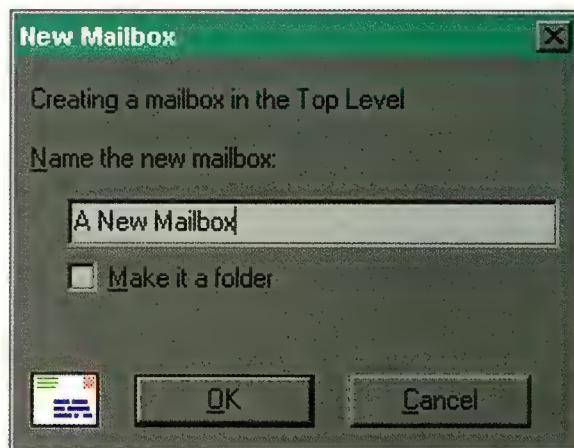 New Mailbox
Creating a mailbox in the Top Level
Name the new mailbox:
A New Mailbox
Make it a folder
OK
Cancel